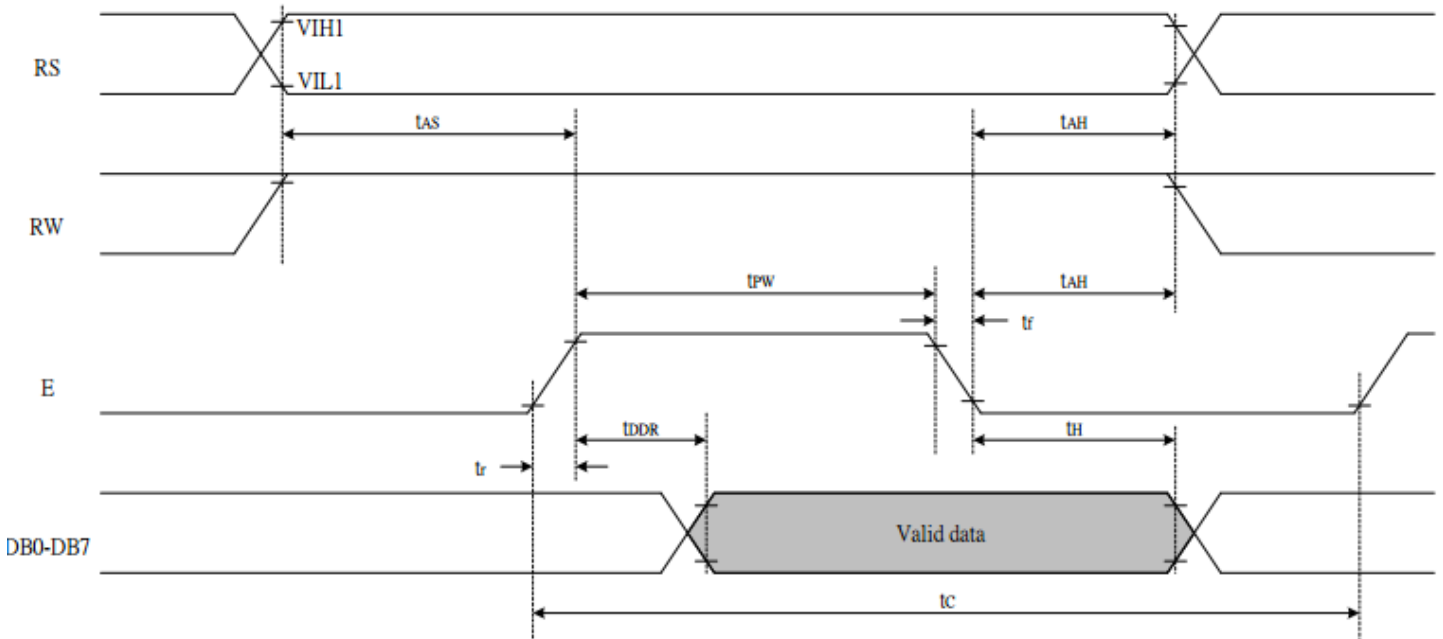 VIH1
RS
VIL1
tAS tAH
RW
tPW tAH
tf
E
tDDR tH
tr
Valid data
DB0-DB7
tC